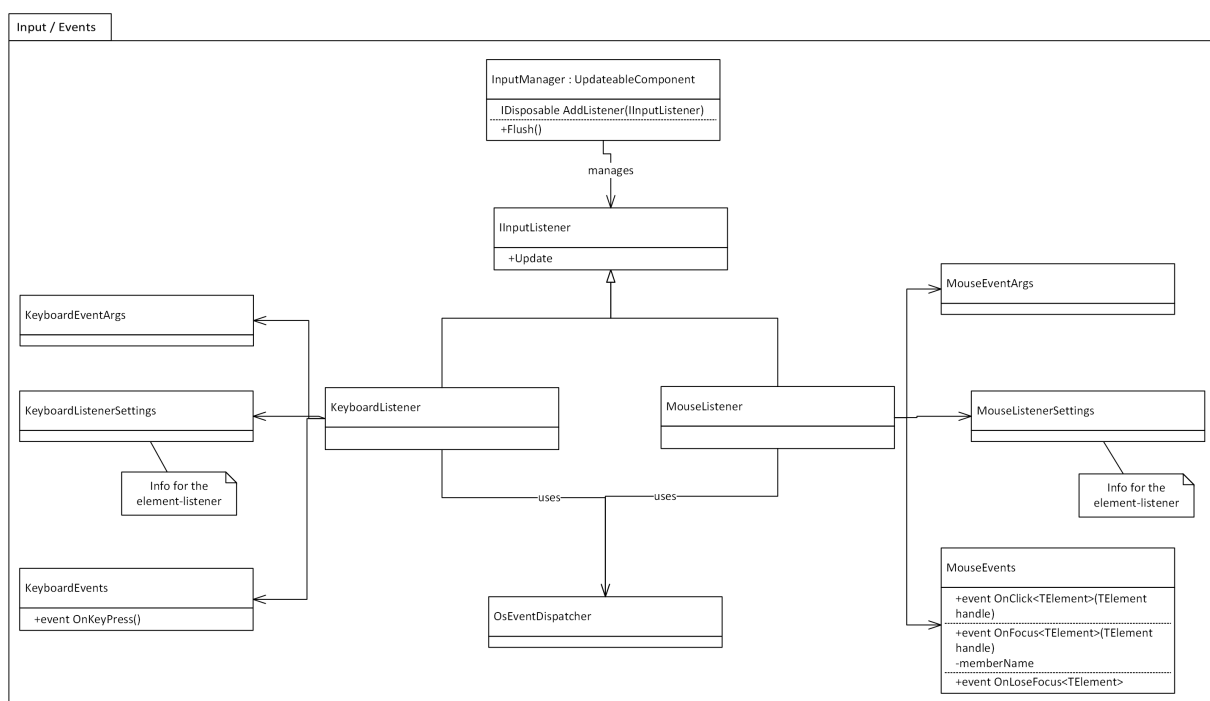 Input / Events
InputManager : UpdateableComponent
IDisposable AddListener(IInputListener)
+Flush()
manages
IInputListener
+Update
MouseEventArgs
KeyboardEventArgs
KeyboardListener
MouseListener
KeyboardListenerSettings
MouseListenerSettings
Info for the
element-listener
Info for the
element-listener
uses
uses
MouseEvents
+event OnClick<TElement>(TElement
handle)
+event OnFocus<TElement>(TElement
handle)
-memberName
+event OnLoseFocus<TElement>
KeyboardEvents
+event OnKeyPress()
OsEventDispatcher